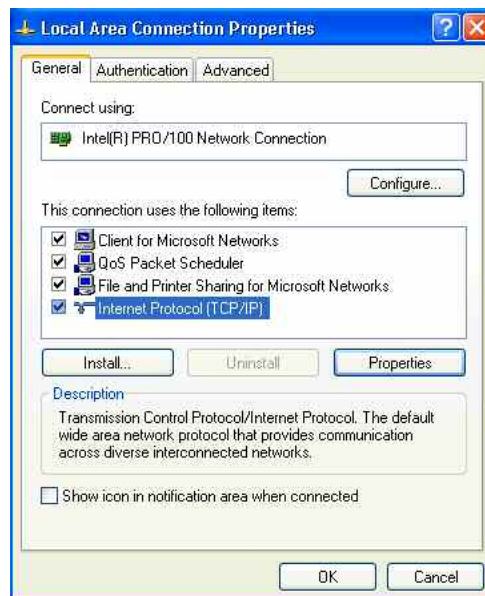 Local Area Connection Properties
General Authentication Advanced
Connect using:
Intel(R) PRO/100 Network Connection
Configure...
This connection uses the following items:
Client for Microsoft Networks
QoS Packet Scheduler
File and Printer Sharing for Microsoft Networks
Internet Protocol (TCP/IP)
Install... Uninstall Properties
Description
Transmission Control Protocol/Internet Protocol. The default
wide area network protocol that provides communication
across diverse interconnected networks.
Show icon in notification area when connected
OK Cancel